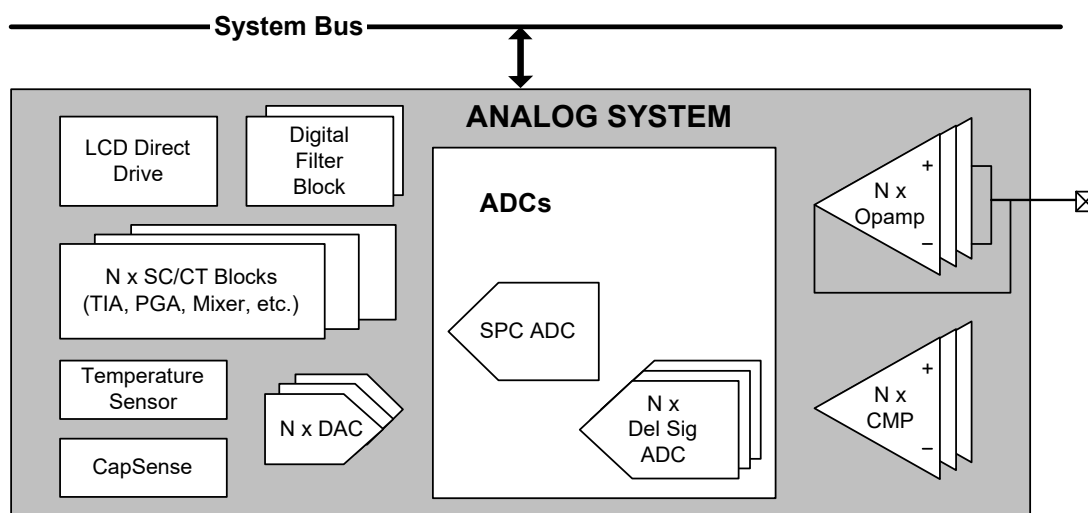 System Bus
ANALOG SYSTEM
LCD Direct
Drive
Digital
Filter
Block
ADCs
N x
Opamp
+
–
N x SC/CT Blocks
(TIA, PGA, Mixer, etc.)
SPC ADC
Temperature
Sensor
N x DAC
N x
Del Sig
ADC
N x
CMP
+
–
CapSense